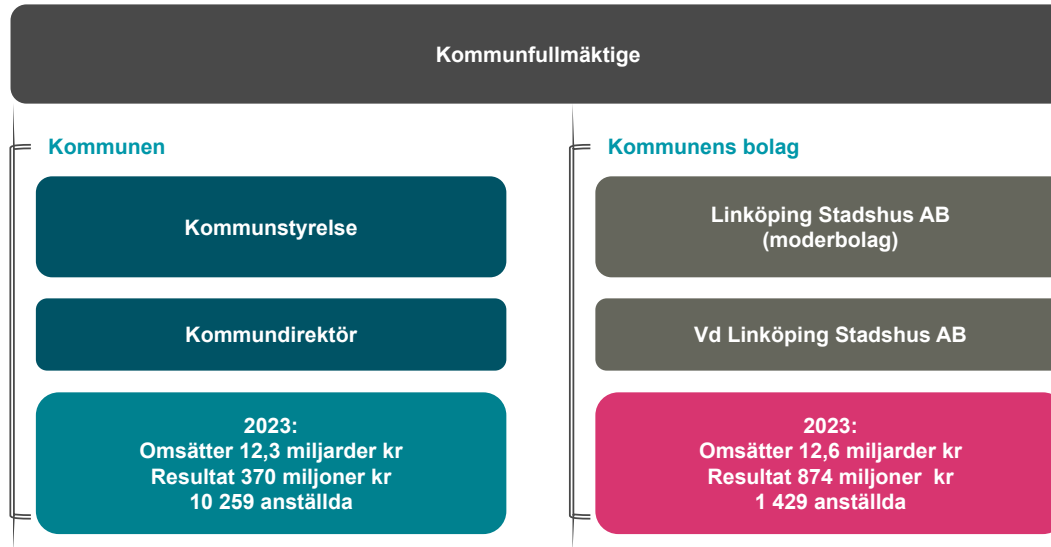 Kommunfullmäktige
Kommunen
Kommunstyrelse
Kommundirektör
2023:
Omsätter 12,3 miljarder kr
Resultat 370 miljoner kr
10 259 anställda
Kommunens bolag
Linköping Stadshus AB
(moderbolag)
Vd Linköping Stadshus AB
2023:
Omsätter 12,6 miljarder kr
Resultat 874 miljoner kr
1 429 anställda